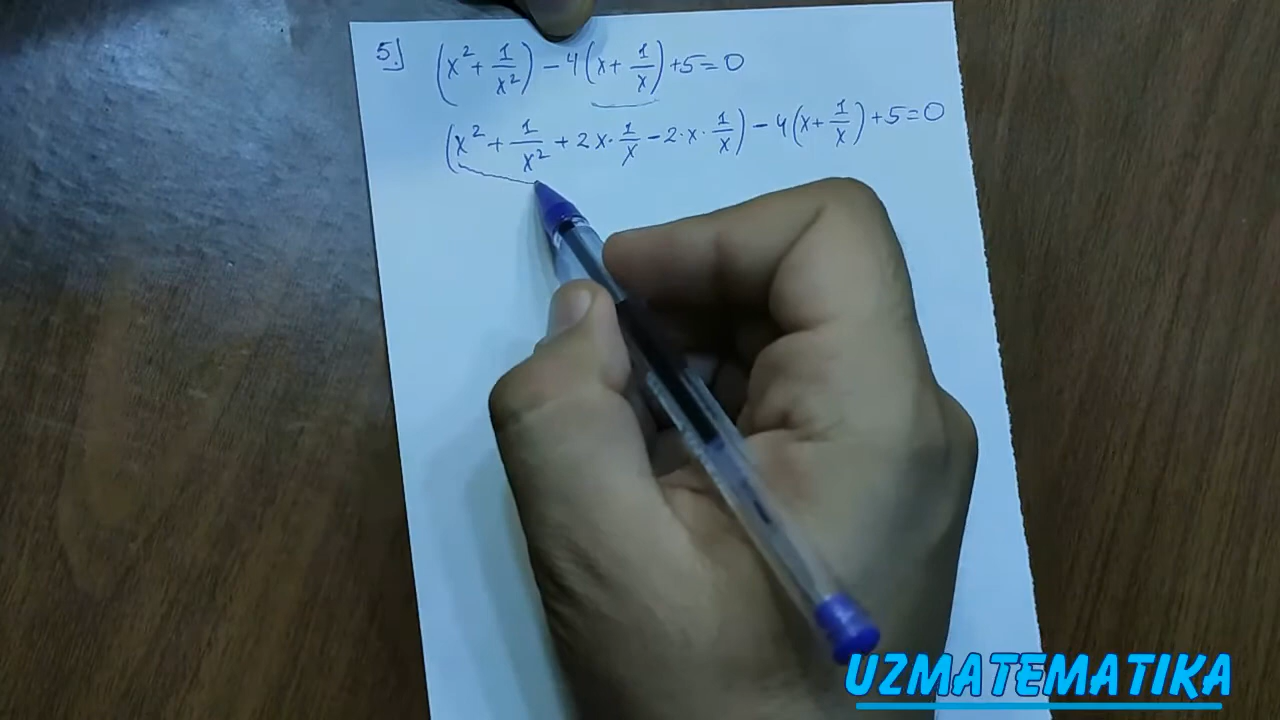 5.) (x² + 1/x²) - 4(x + 1/x) + 5 = 0
(x² + 1/x² + 2x · 1/x - 2 · x · 1/x) - 4(x + 1/x) + 5 = 0
UZMATEMATIKA